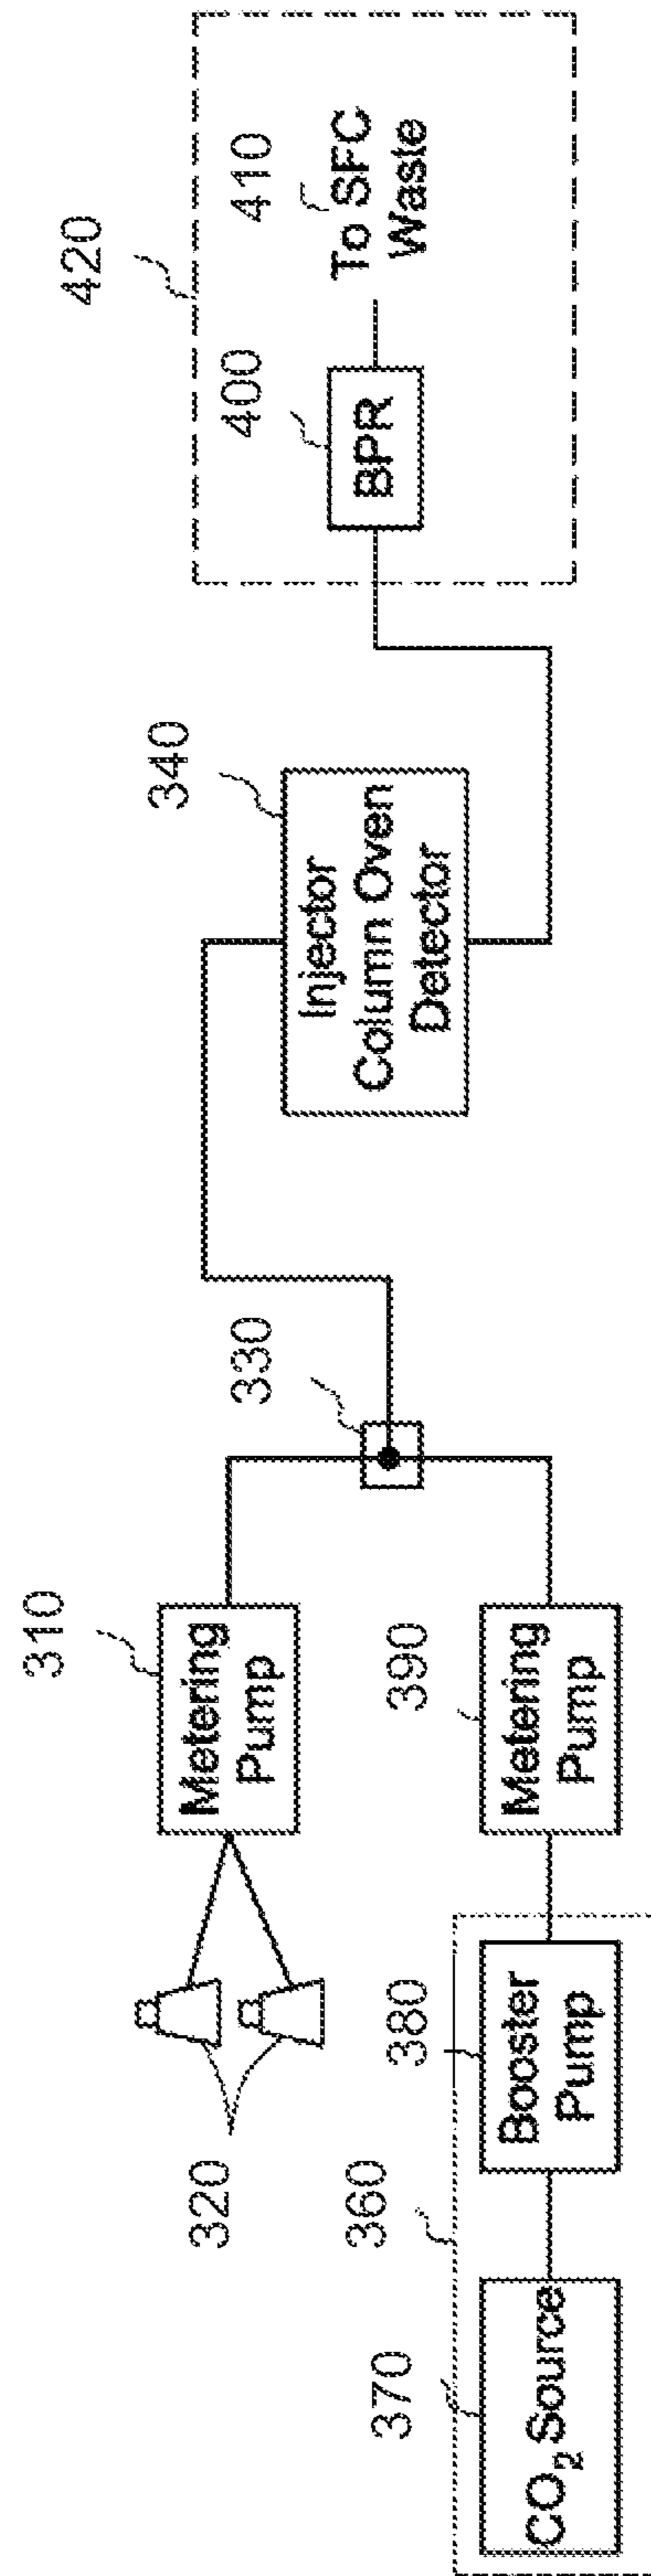 420
400
410
BPR
To SFC
Waste
340
Injector
Column Oven
Detector
330
310
Metering
Pump
320
390
Metering
Pump
360
380
Booster
Pump
370
CO₂ Source